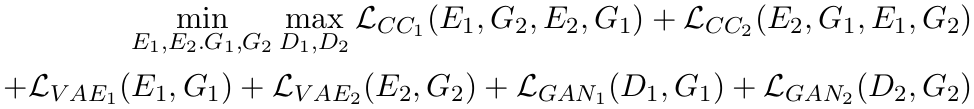 \min_{E_1,E_2.G_1,G_2} \max_{D_1,D_2} \mathcal{L}_{CC_1}(E_1, G_2, E_2, G_1) + \mathcal{L}_{CC_2}(E_2, G_1, E_1, G_2)
+\mathcal{L}_{VAE_1}(E_1, G_1) + \mathcal{L}_{VAE_2}(E_2, G_2) + \mathcal{L}_{GAN_1}(D_1, G_1) + \mathcal{L}_{GAN_2}(D_2, G_2)